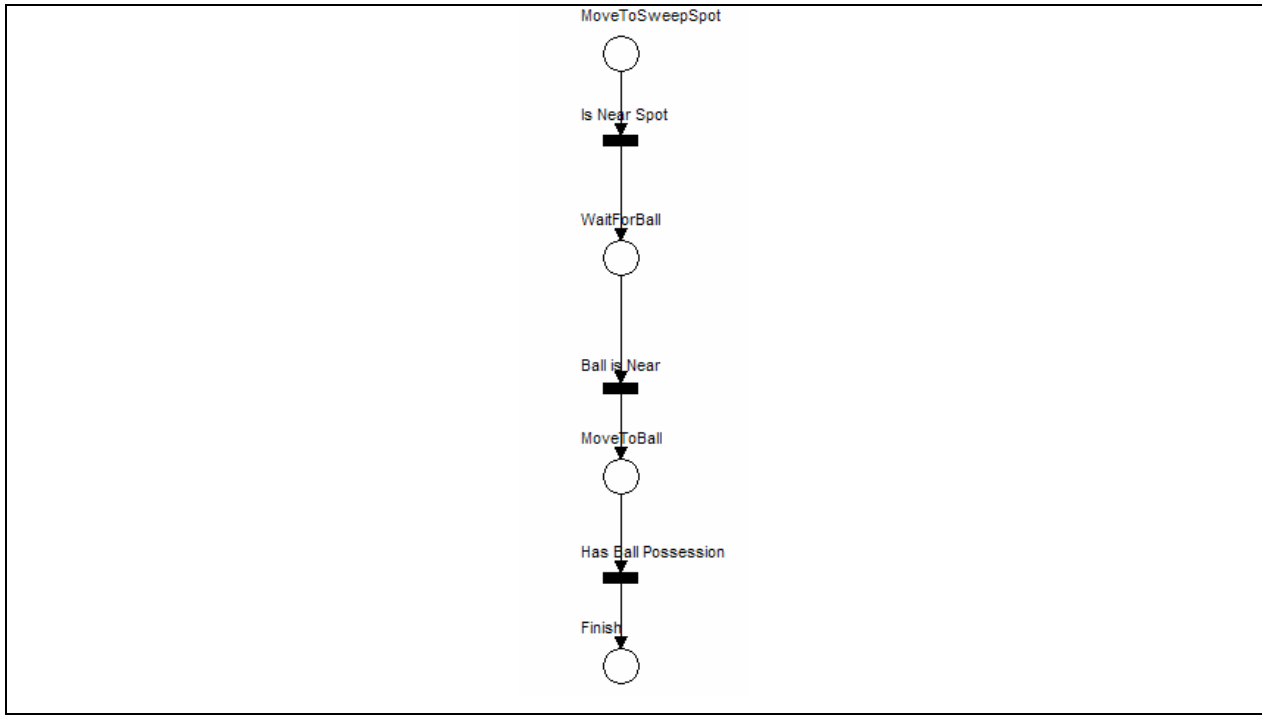 MoveToSweepSpot
Is Near Spot
WaitForBall
Ball is Near
MoveToBall
Has Ball Possession
Finish